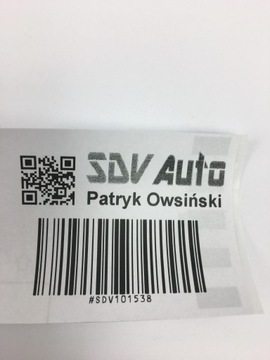 SDV Auto
Patryk Owsiński
#SDV101538